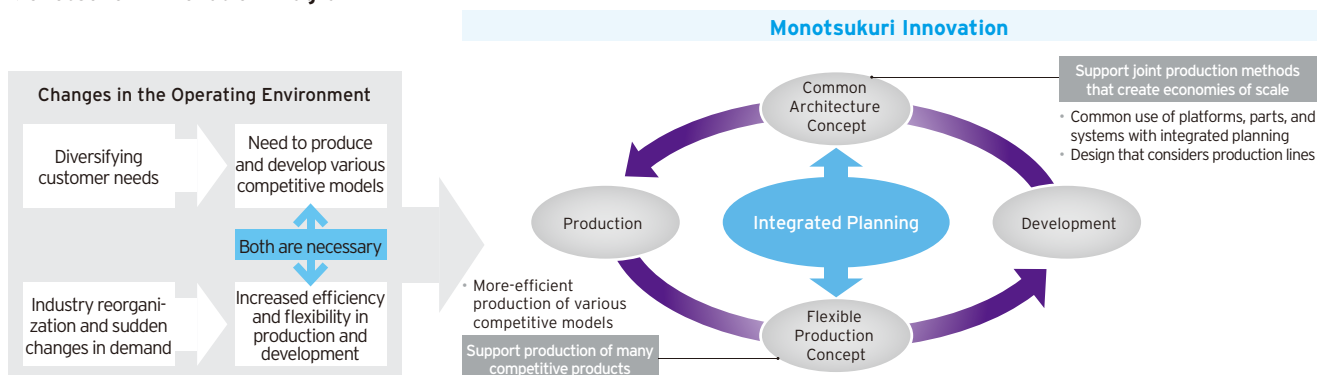 Monotsukuri Innovation
Changes in the Operating Environment
Diversifying
customer needs
Need to produce
and develop various
competitive models
Both are necessary
Industry reorgani-
zation and sudden
changes in demand
Increased efficiency
and flexibility in
production and
development
Common
Architecture
Concept
Support joint production methods
that create economies of scale
• Common use of platforms, parts, and
systems with integrated planning
• Design that considers production lines
Production
Integrated Planning
Development
• More-efficient
production of various
competitive models
Support production of many
competitive products
Flexible
Production
Concept